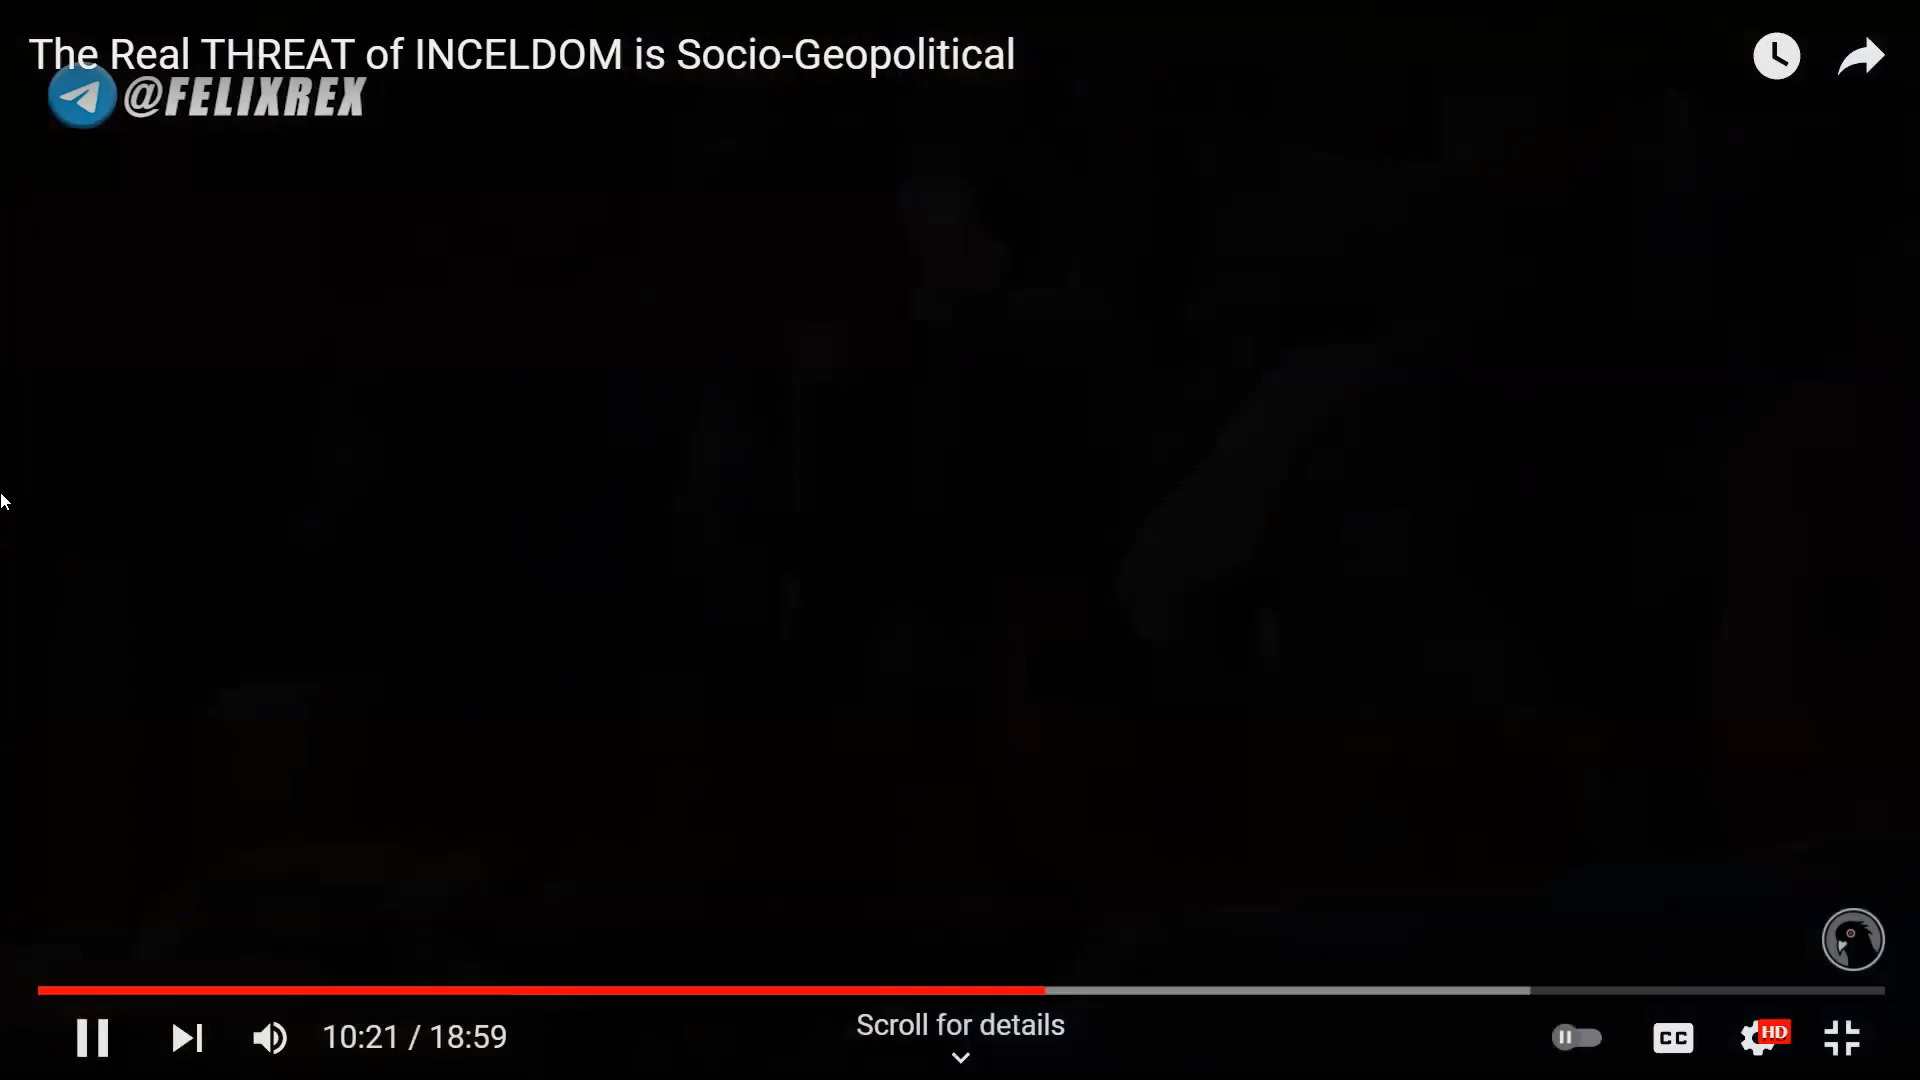 The Real THREAT of INCELDOM is Socio-Geopolitical
@FELIXREX
10:21 / 18:59
Scroll for details
CC
HD